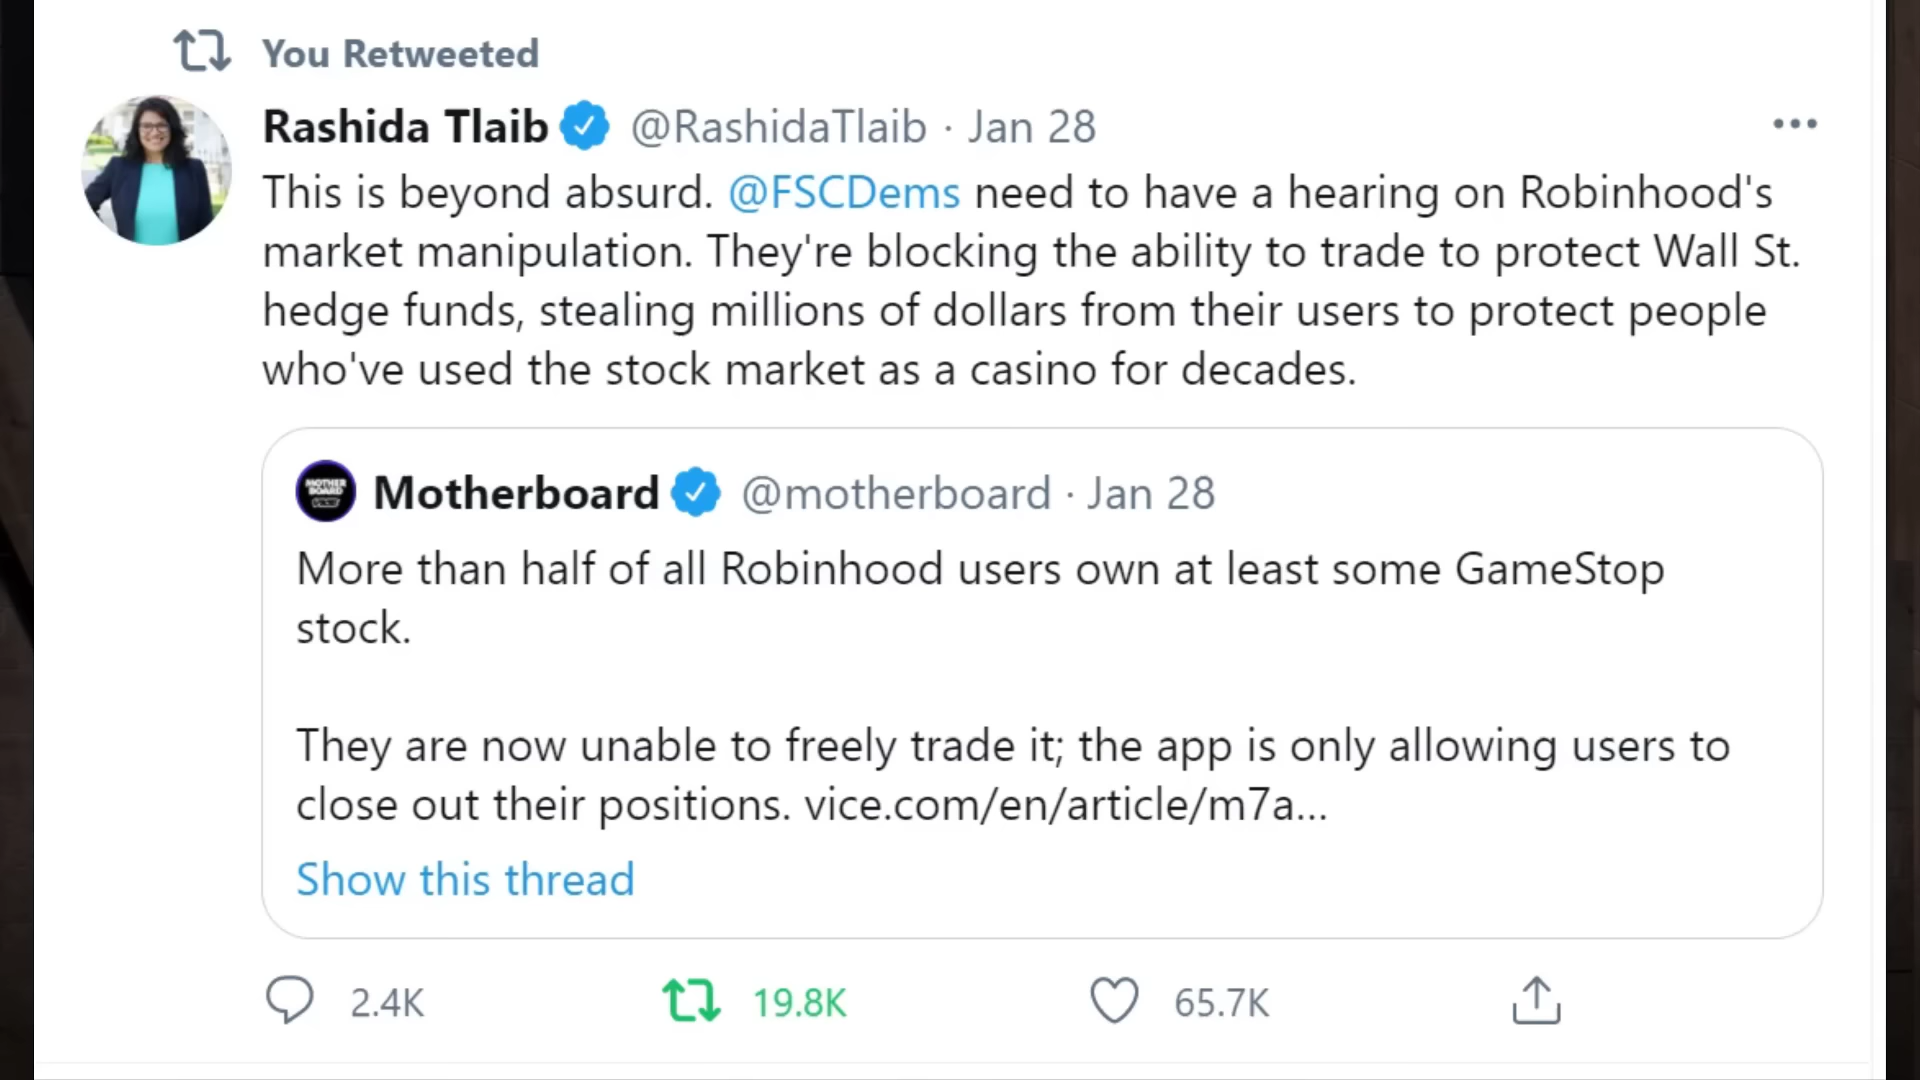 You Retweeted
Rashida Tlaib @RashidaTlaib · Jan 28
This is beyond absurd. @FSCDems need to have a hearing on Robinhood's
market manipulation. They're blocking the ability to trade to protect Wall St.
hedge funds, stealing millions of dollars from their users to protect people
who've used the stock market as a casino for decades.
MOTHER
BOARD
Motherboard @motherboard · Jan 28
More than half of all Robinhood users own at least some GameStop
stock.
They are now unable to freely trade it; the app is only allowing users to
close out their positions. vice.com/en/article/m7a...
Show this thread
2.4K 19.8K 65.7K